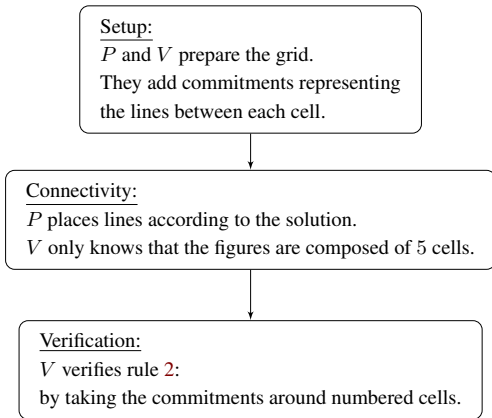 Setup:
P and V prepare the grid.
They add commitments representing
the lines between each cell.
Connectivity:
P places lines according to the solution.
V only knows that the figures are composed of 5 cells.
Verification:
V verifies rule 2:
by taking the commitments around numbered cells.